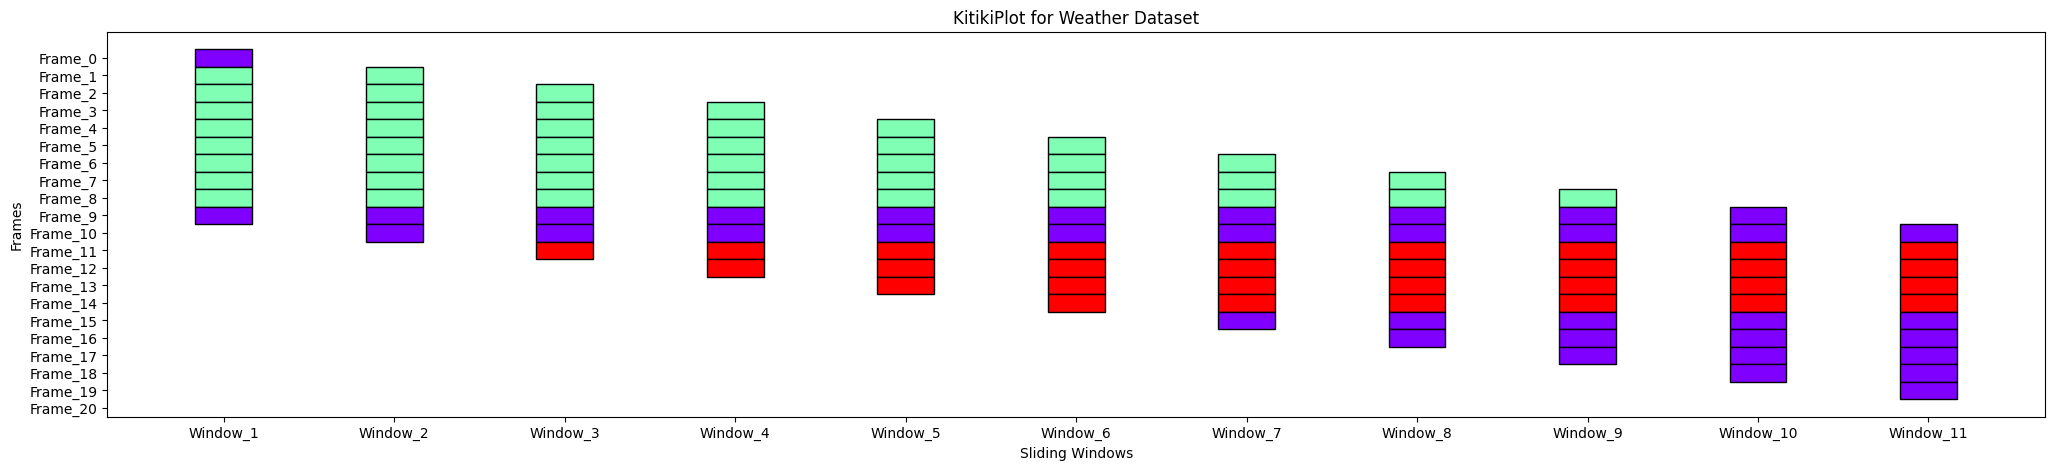 KitikiPlot for Weather Dataset
Frames
Frame_0
Frame_1
Frame_2
Frame_3
Frame_4
Frame_5
Frame_6
Frame_7
Frame_8
Frame_9
Frame_10
Frame_11
Frame_12
Frame_13
Frame_14
Frame_15
Frame_16
Frame_17
Frame_18
Frame_19
Frame_20
Window_1 Window_2 Window_3 Window_4 Window_5 Window_6 Window_7 Window_8 Window_9 Window_10 Window_11
Sliding Windows